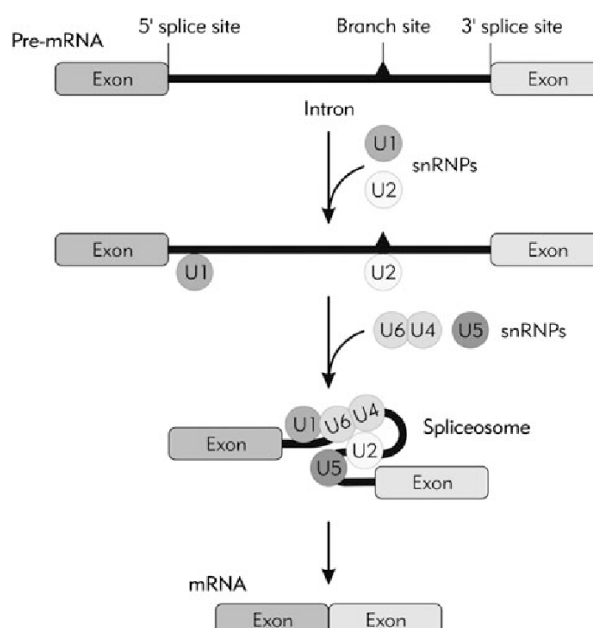 5' splice site Branch site 3' splice site
Pre-mRNA
Exon Exon
Intron
U1
snRNPs
U2
Exon Exon
U1 U2
U6 U4 U5 snRNPs
U1 U6 U4
Spliceosome
Exon U2
U5
Exon
mRNA
Exon Exon